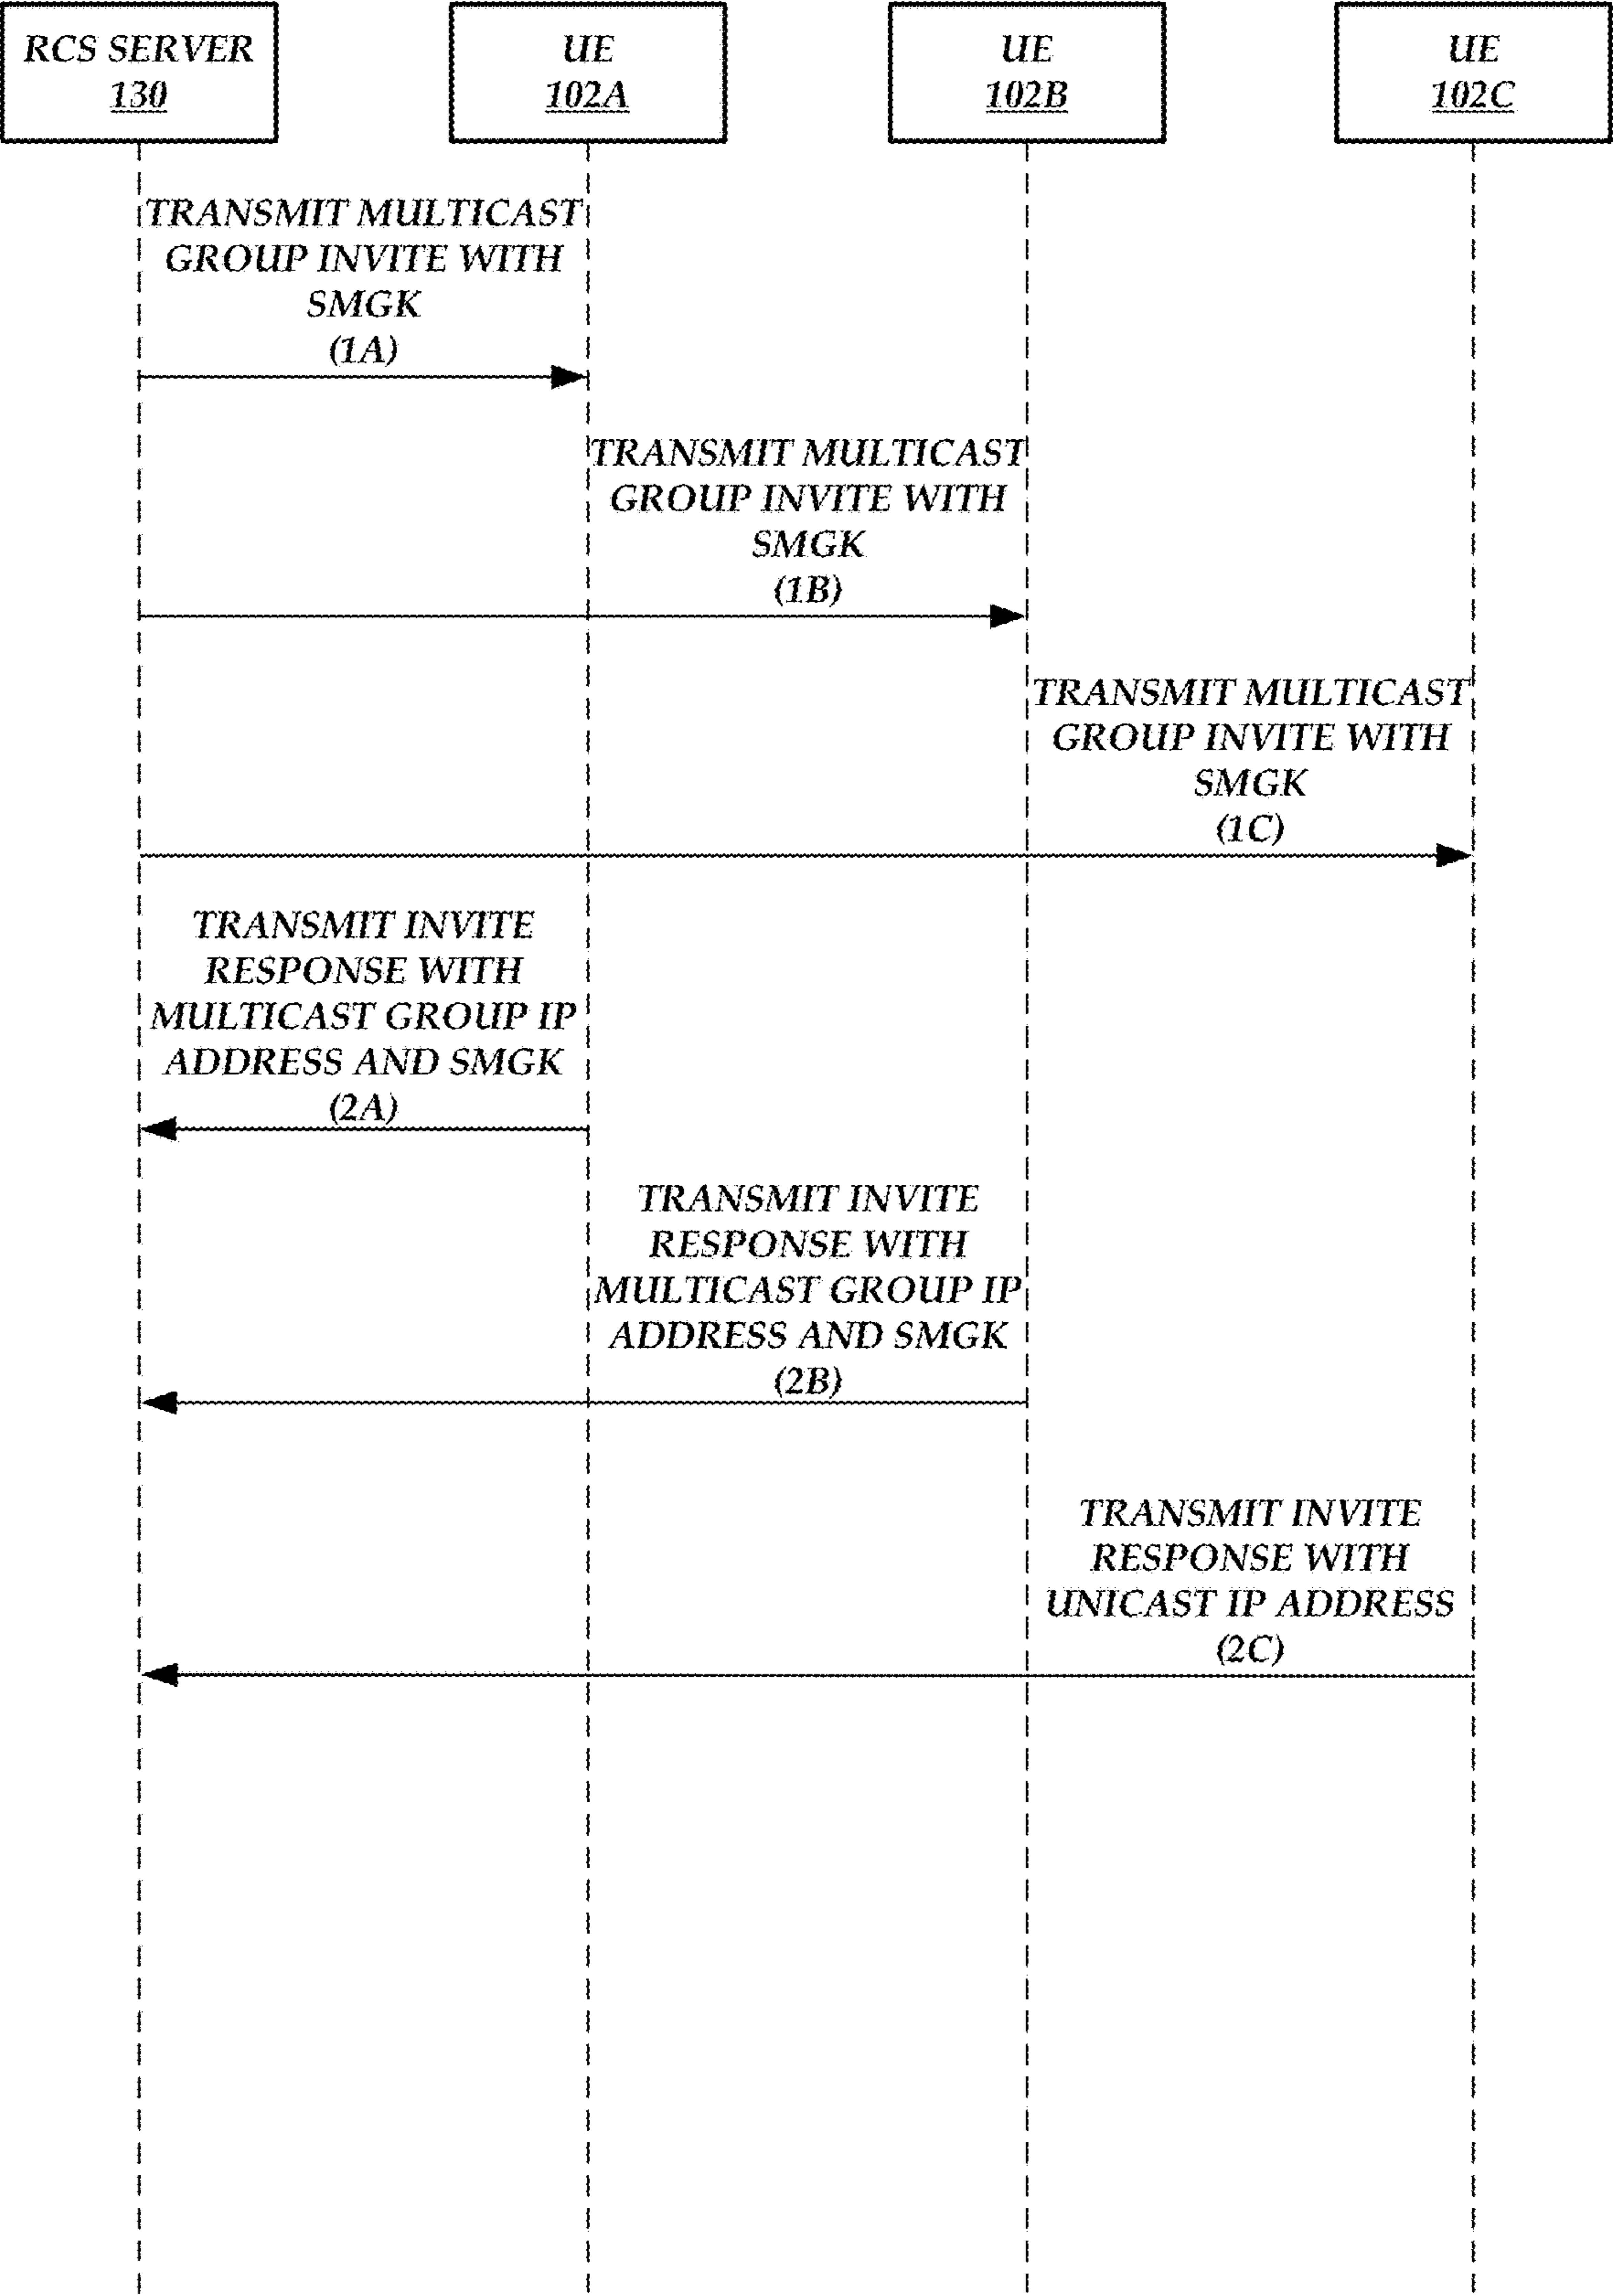 RCS SERVER
130
UE
102A
UE
102B
UE
102C
TRANSMIT MULTICAST
GROUP INVITE WITH
SMGK
(1A)
TRANSMIT MULTICAST
GROUP INVITE WITH
SMGK
(1B)
TRANSMIT MULTICAST
GROUP INVITE WITH
SMGK
(1C)
TRANSMIT INVITE
RESPONSE WITH
MULTICAST GROUP IP
ADDRESS AND SMGK
(2A)
TRANSMIT INVITE
RESPONSE WITH
MULTICAST GROUP IP
ADDRESS AND SMGK
(2B)
TRANSMIT INVITE
RESPONSE WITH
UNICAST IP ADDRESS
(2C)